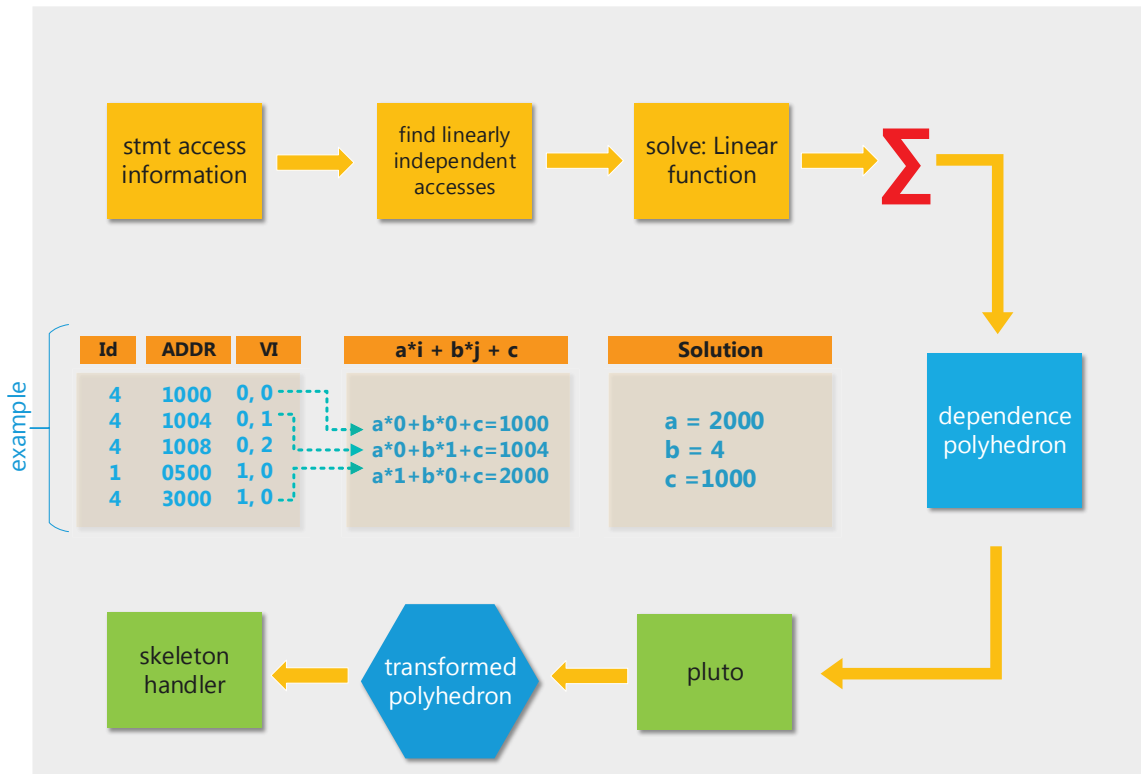 stmt access
information
find linearly
independent
accesses
solve: Linear
function
Σ
example
Id ADDR VI
4 1000 0, 0
4 1004 0, 1
4 1008 0, 2
1 0500 1, 0
4 3000 1, 0
a*i + b*j + c
a*0+b*0+c=1000
a*0+b*1+c=1004
a*1+b*0+c=2000
Solution
a = 2000
b = 4
c =1000
dependence
polyhedron
skeleton
handler
transformed
polyhedron
pluto